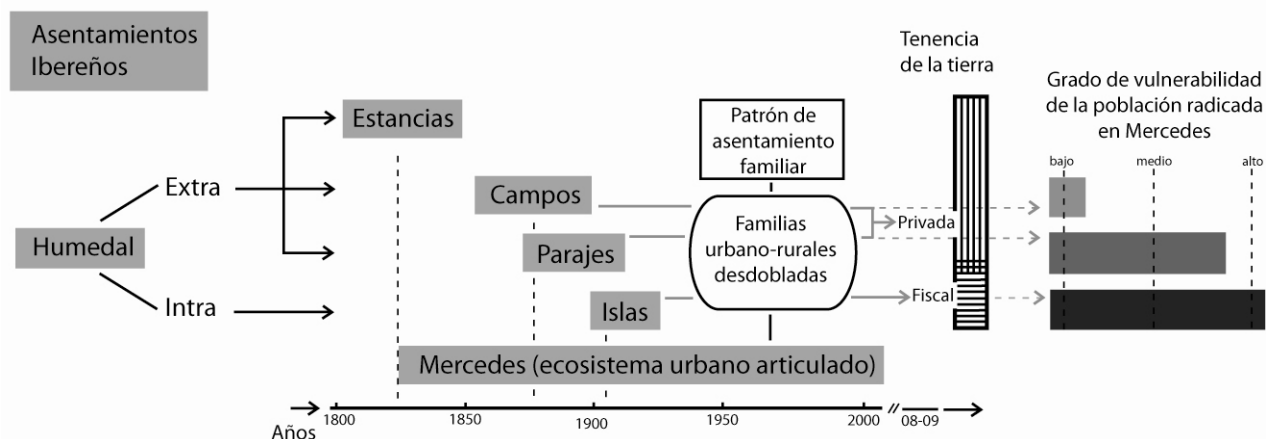 Asentamientos
Ibereños
Humedal
Extra
Intra
Estancias
Campos
Parajes
Islas
Mercedes (ecosistema urbano articulado)
Patrón de
asentamiento
familiar
Familias
urbano-rurales
desdobladas
Tenencia
de la tierra
Privada
Fiscal
Grado de vulnerabilidad
de la población radicada
en Mercedes
bajo medio alto
Años
1800 1850 1900 1950 2000 // 08-09